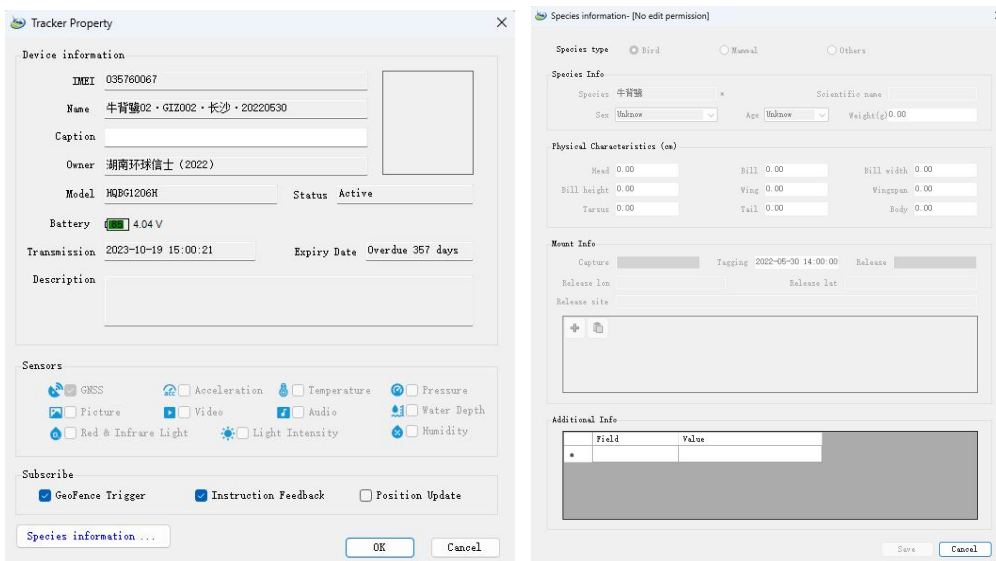 Tracker Property
Device information
IMEI 035760067
Name 牛背鹭02·GIZ002·长沙·20220530
Caption
Owner 湖南环球信士（2022）
Model HQBG1206H Status Active
Battery 85 4.04 V
Transmission 2023-10-19 15:00:21 Expiry Date Overdue 357 days
Description
Sensors
GNSS Acceleration Temperature Pressure
Picture Video Audio Water Depth
Red & Infrare Light Light Intensity Humidity
Subscribe
GeoFence Trigger Instruction Feedback Position Update
Species information ...
OK Cancel
Species information- [No edit permission]
Species type Bird Mammal Others
Species Info
Species 牛背鹭 * Scientific name
Sex Unknow Age Unknow Weight(g) 0.00
Physical Characteristics (cm)
Head 0.00 Bill 0.00 Bill width 0.00
Bill height 0.00 Wing 0.00 Wingspan 0.00
Tarsus 0.00 Tail 0.00 Body 0.00
Mount Info
Capture Tagging 2022-05-30 14:00:00 Release
Release lon Release lat
Release site
Additional Info
Field Value
*
Save Cancel